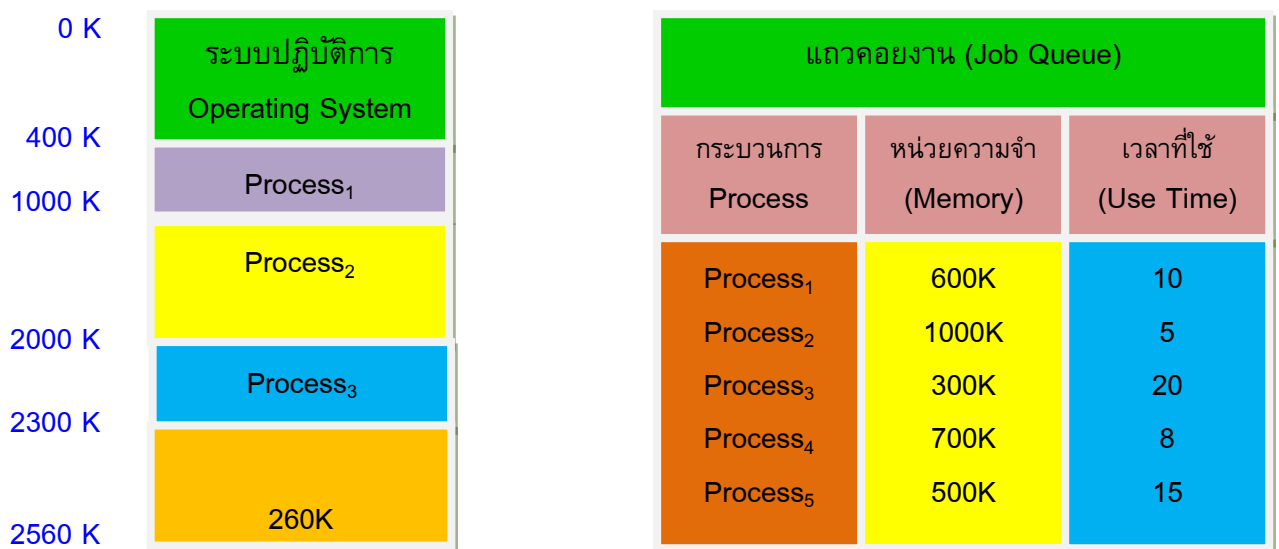 0 K
ระบบปฏิบัติการ
Operating System
400 K
Process₁
1000 K
Process₂
2000 K
Process₃
2300 K
260K
2560 K
แถวคอยงาน (Job Queue)
กระบวนการ หน่วยความจำ เวลาที่ใช้
Process (Memory) (Use Time)
Process₁ 600K 10
Process₂ 1000K 5
Process₃ 300K 20
Process₄ 700K 8
Process₅ 500K 15